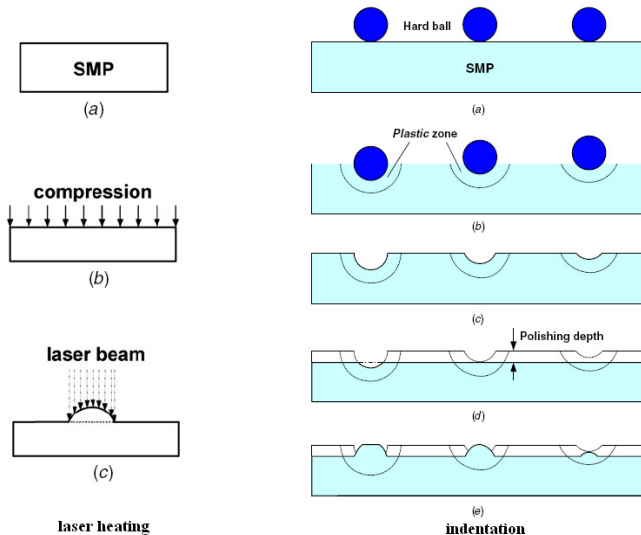 SMP
(a)
compression
(b)
laser beam
(c)
laser heating
Hard ball
SMP
(a)
Plastic zone
(b)
(c)
Polishing depth
(d)
(e)
indentation